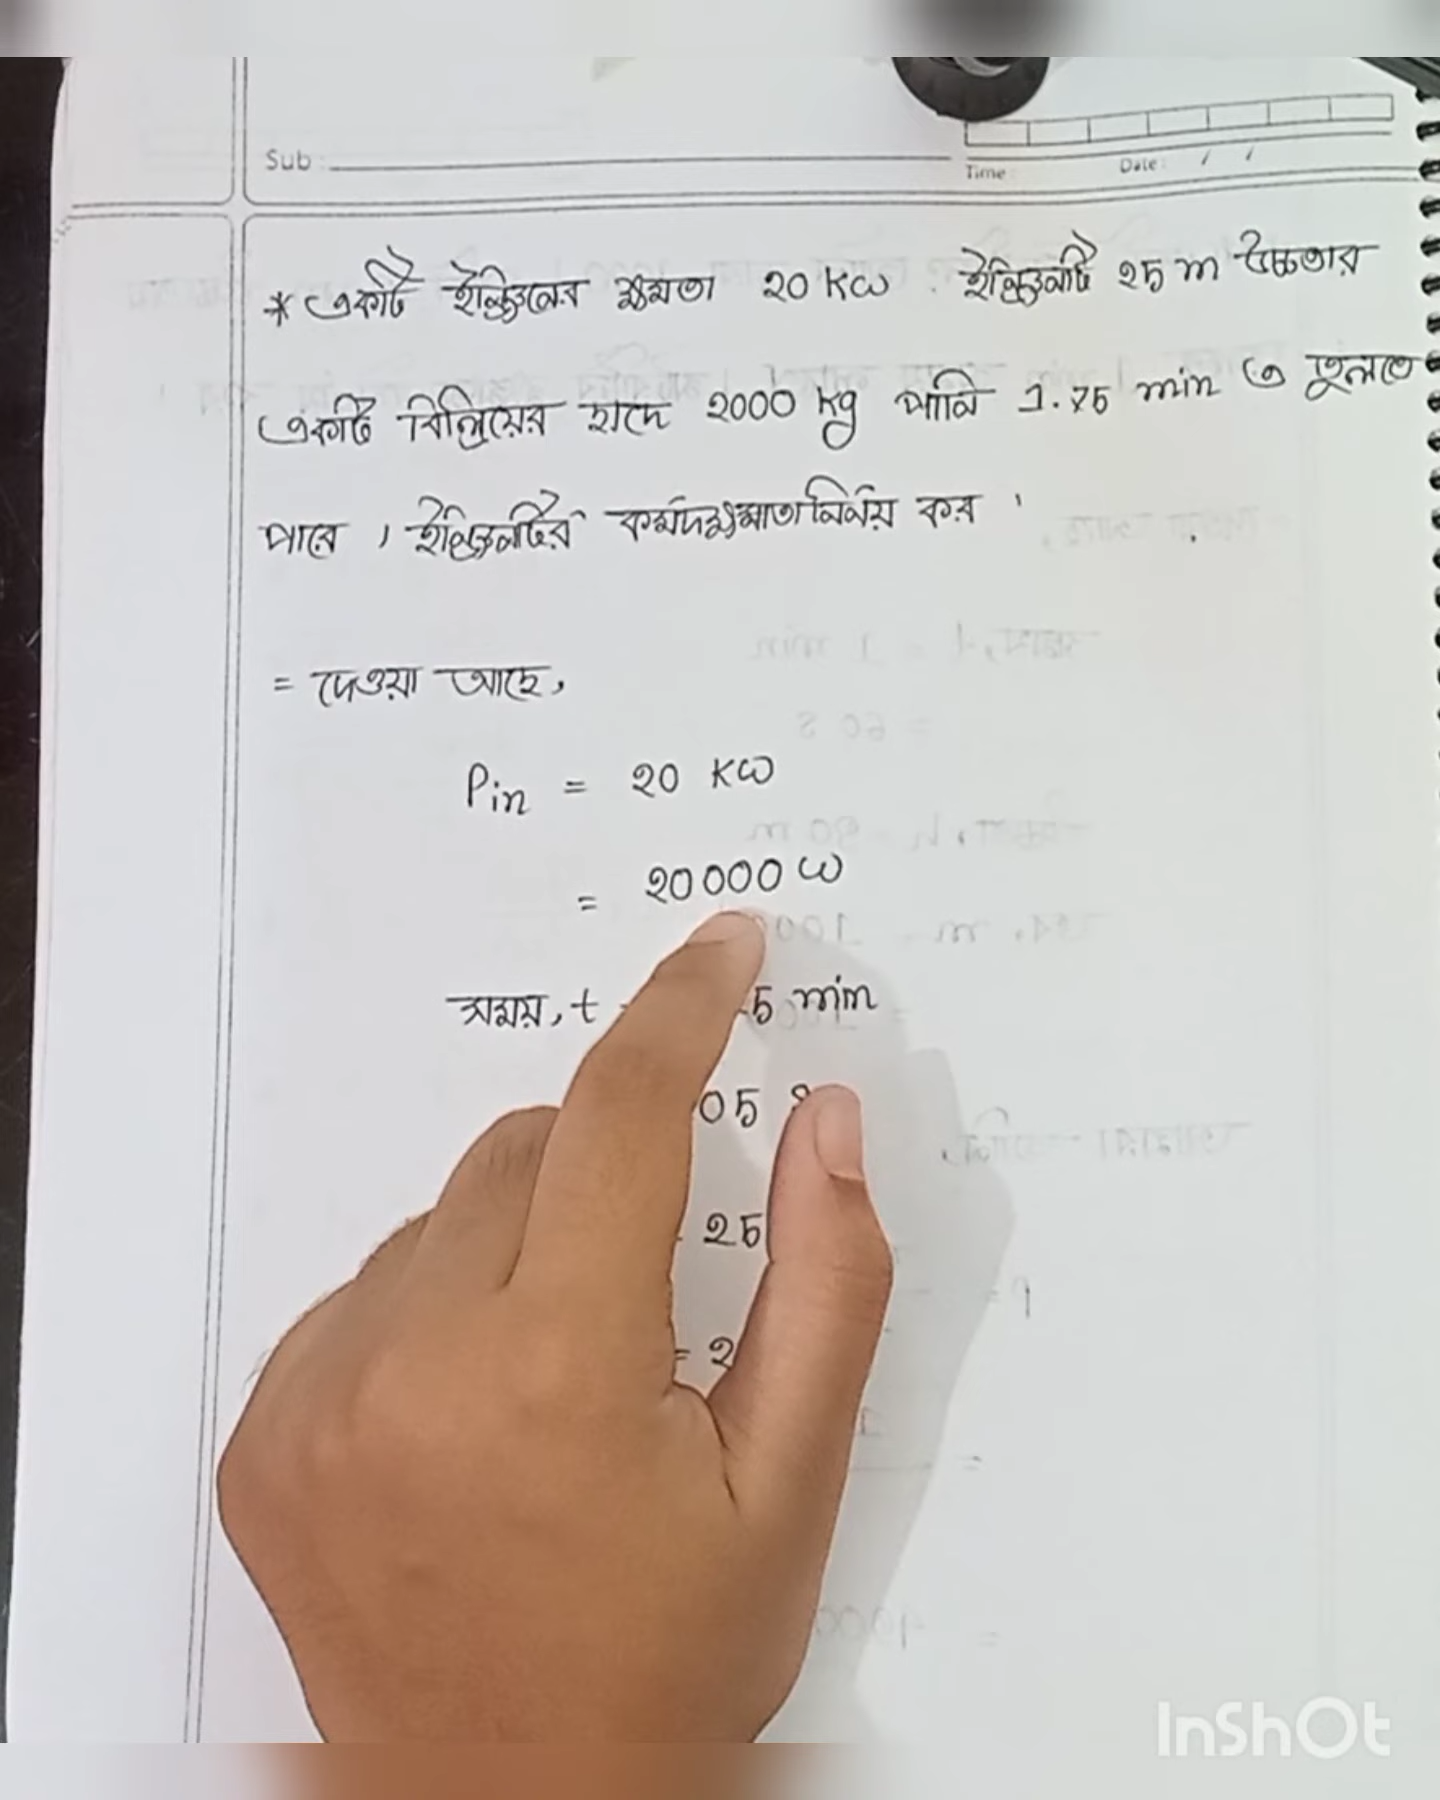 Sub :
Time : Date : / /
* একটি ইঞ্জিনের ক্ষমতা 20 KW . ইঞ্জিনটি 25 m উচ্চতার
একটি বিল্ডিংয়ের ছাদে 2000 kg পানি 1.75 min এ তুলতে
পারে । ইঞ্জিনটির কর্মদক্ষতা নির্নয় কর ।
= দেওয়া আছে,
Pin = 20 KW
= 20000 W
সময়, t 5 min
05 s
25
= 2
InShOt